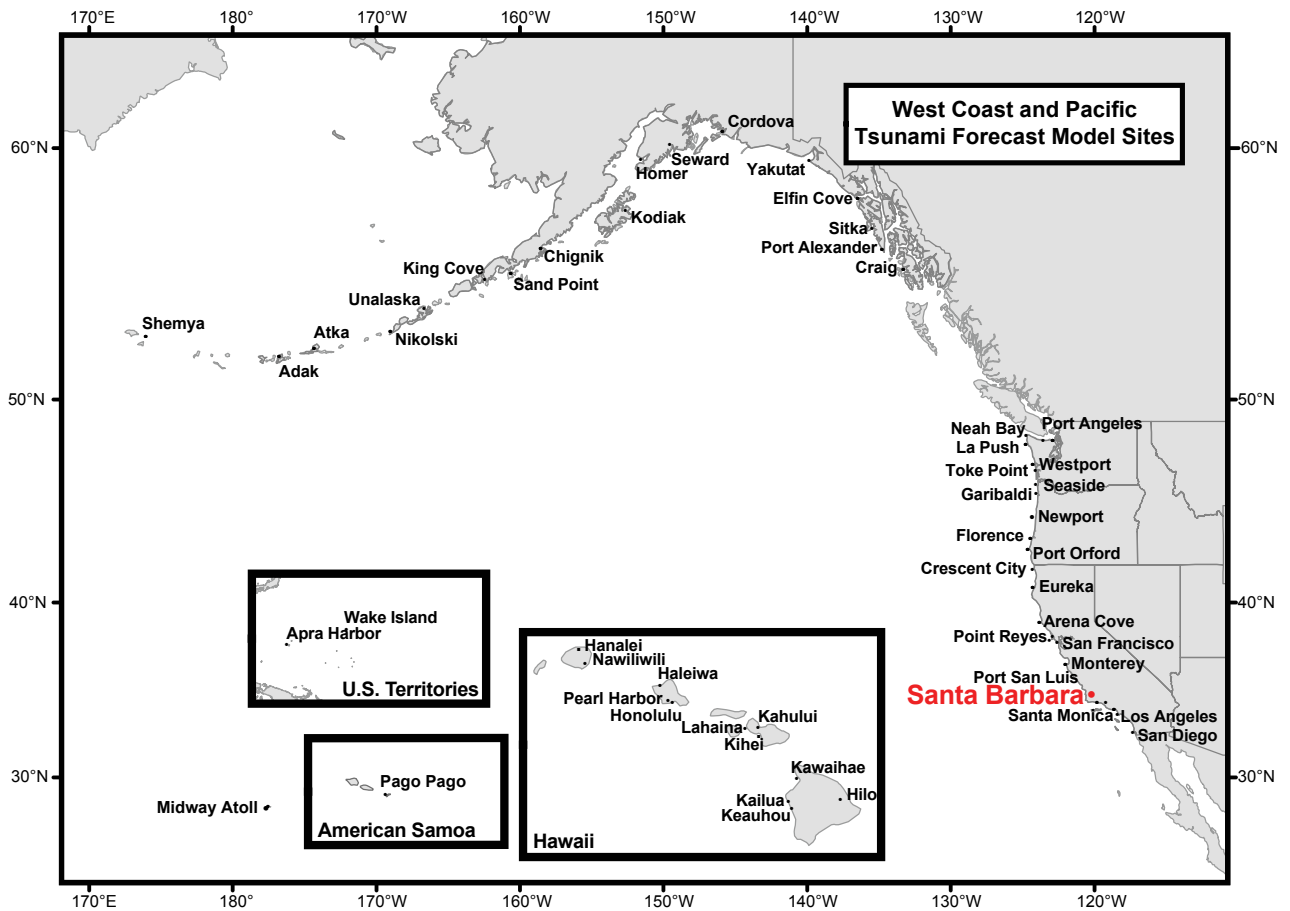 170°E 180° 170°W 160°W 150°W 140°W 130°W 120°W
West Coast and Pacific
Tsunami Forecast Model Sites
60°N
60°N
Cordova
Seward
Homer
Yakutat
Elfin Cove
Kodiak
Sitka
Port Alexander
Chignik
Craig
King Cove
Sand Point
Unalaska
Shemya
Atka
Nikolski
Adak
50°N
50°N
Neah Bay
Port Angeles
La Push
Westport
Toke Point
Seaside
Garibaldi
Newport
Florence
Port Orford
Crescent City
Eureka
40°N
40°N
Arena Cove
Point Reyes
San Francisco
Monterey
Port San Luis
Santa Barbara
Santa Monica
Los Angeles
San Diego
Wake Island
Apra Harbor
U.S. Territories
Hanalei
Nawiliwili
Haleiwa
Pearl Harbor
Honolulu
Lahaina
Kahului
Kihei
Kawaihae
Kailua
Hilo
Keauhou
Hawaii
30°N
30°N
Pago Pago
American Samoa
Midway Atoll
170°E 180° 170°W 160°W 150°W 140°W 130°W 120°W